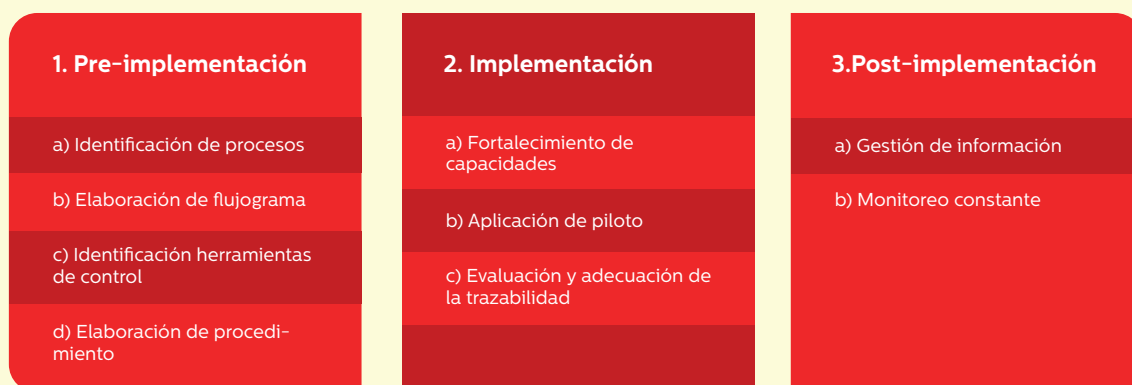 1. Pre-implementación
a) Identificación de procesos
b) Elaboración de flujograma
c) Identificación herramientas
de control
d) Elaboración de procedi-
miento
2. Implementación
a) Fortalecimiento de
capacidades
b) Aplicación de piloto
c) Evaluación y adecuación de
la trazabilidad
3.Post-implementación
a) Gestión de información
b) Monitoreo constante